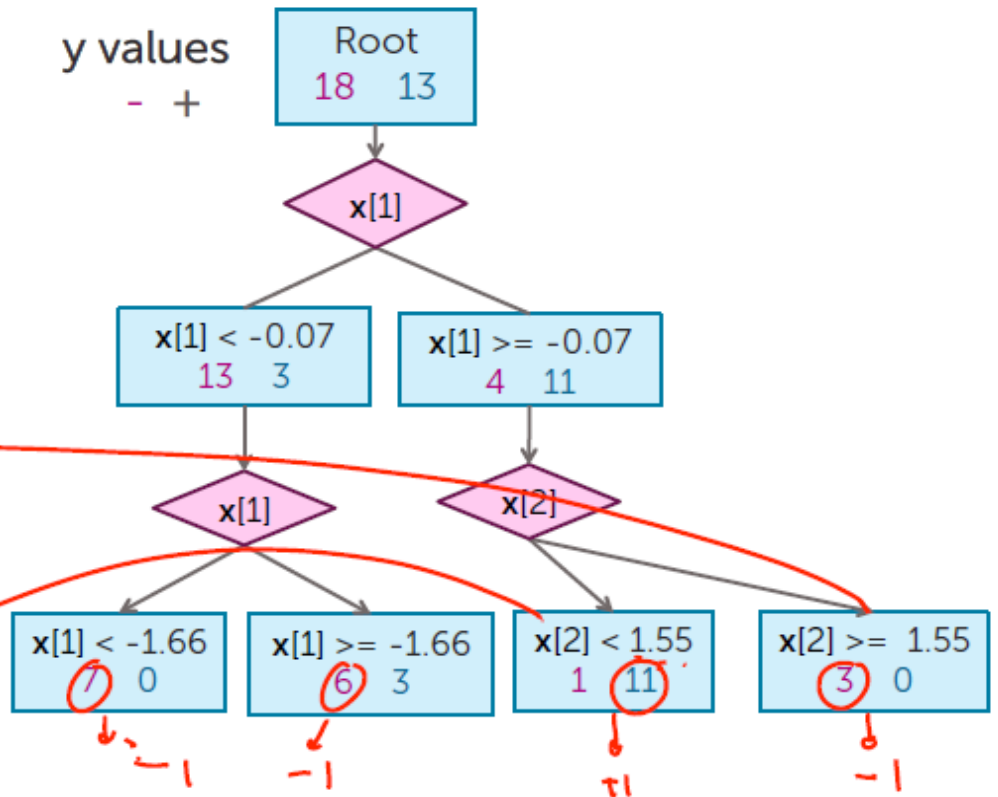 y values
- +
Root
18 13
x[1]
x[1] < -0.07
13 3
x[1] >= -0.07
4 11
x[1]
x[2]
x[1] < -1.66
7 0
x[1] >= -1.66
6 3
x[2] < 1.55
1 11
x[2] >= 1.55
3 0
-1
-1
+1
-1